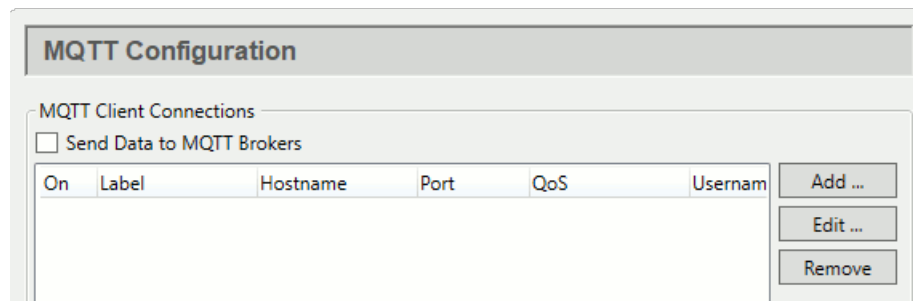 MQTT Configuration
MQTT Client Connections
Send Data to MQTT Brokers
On Label Hostname Port QoS Usernam
Add ...
Edit ...
Remove